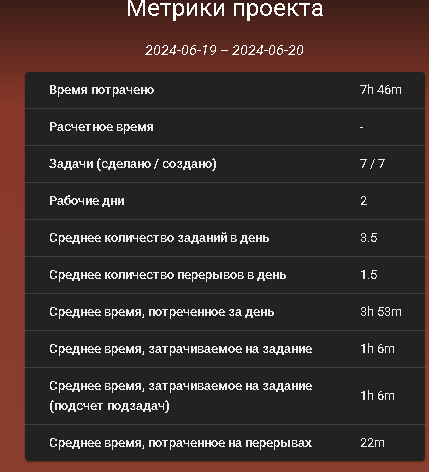 Метрики проекта
2024-06-19 – 2024-06-20
Время потрачено 7h 46m
Расчетное время -
Задачи (сделано / создано) 7 / 7
Рабочие дни 2
Среднее количество заданий в день 3.5
Среднее количество перерывов в день 1.5
Среднее время, потреченное за день 3h 53m
Среднее время, затрачиваемое на задание 1h 6m
Среднее время, затрачиваемое на задание
(подсчет подзадач) 1h 6m
Среднее время, потраченное на перерывах 22m